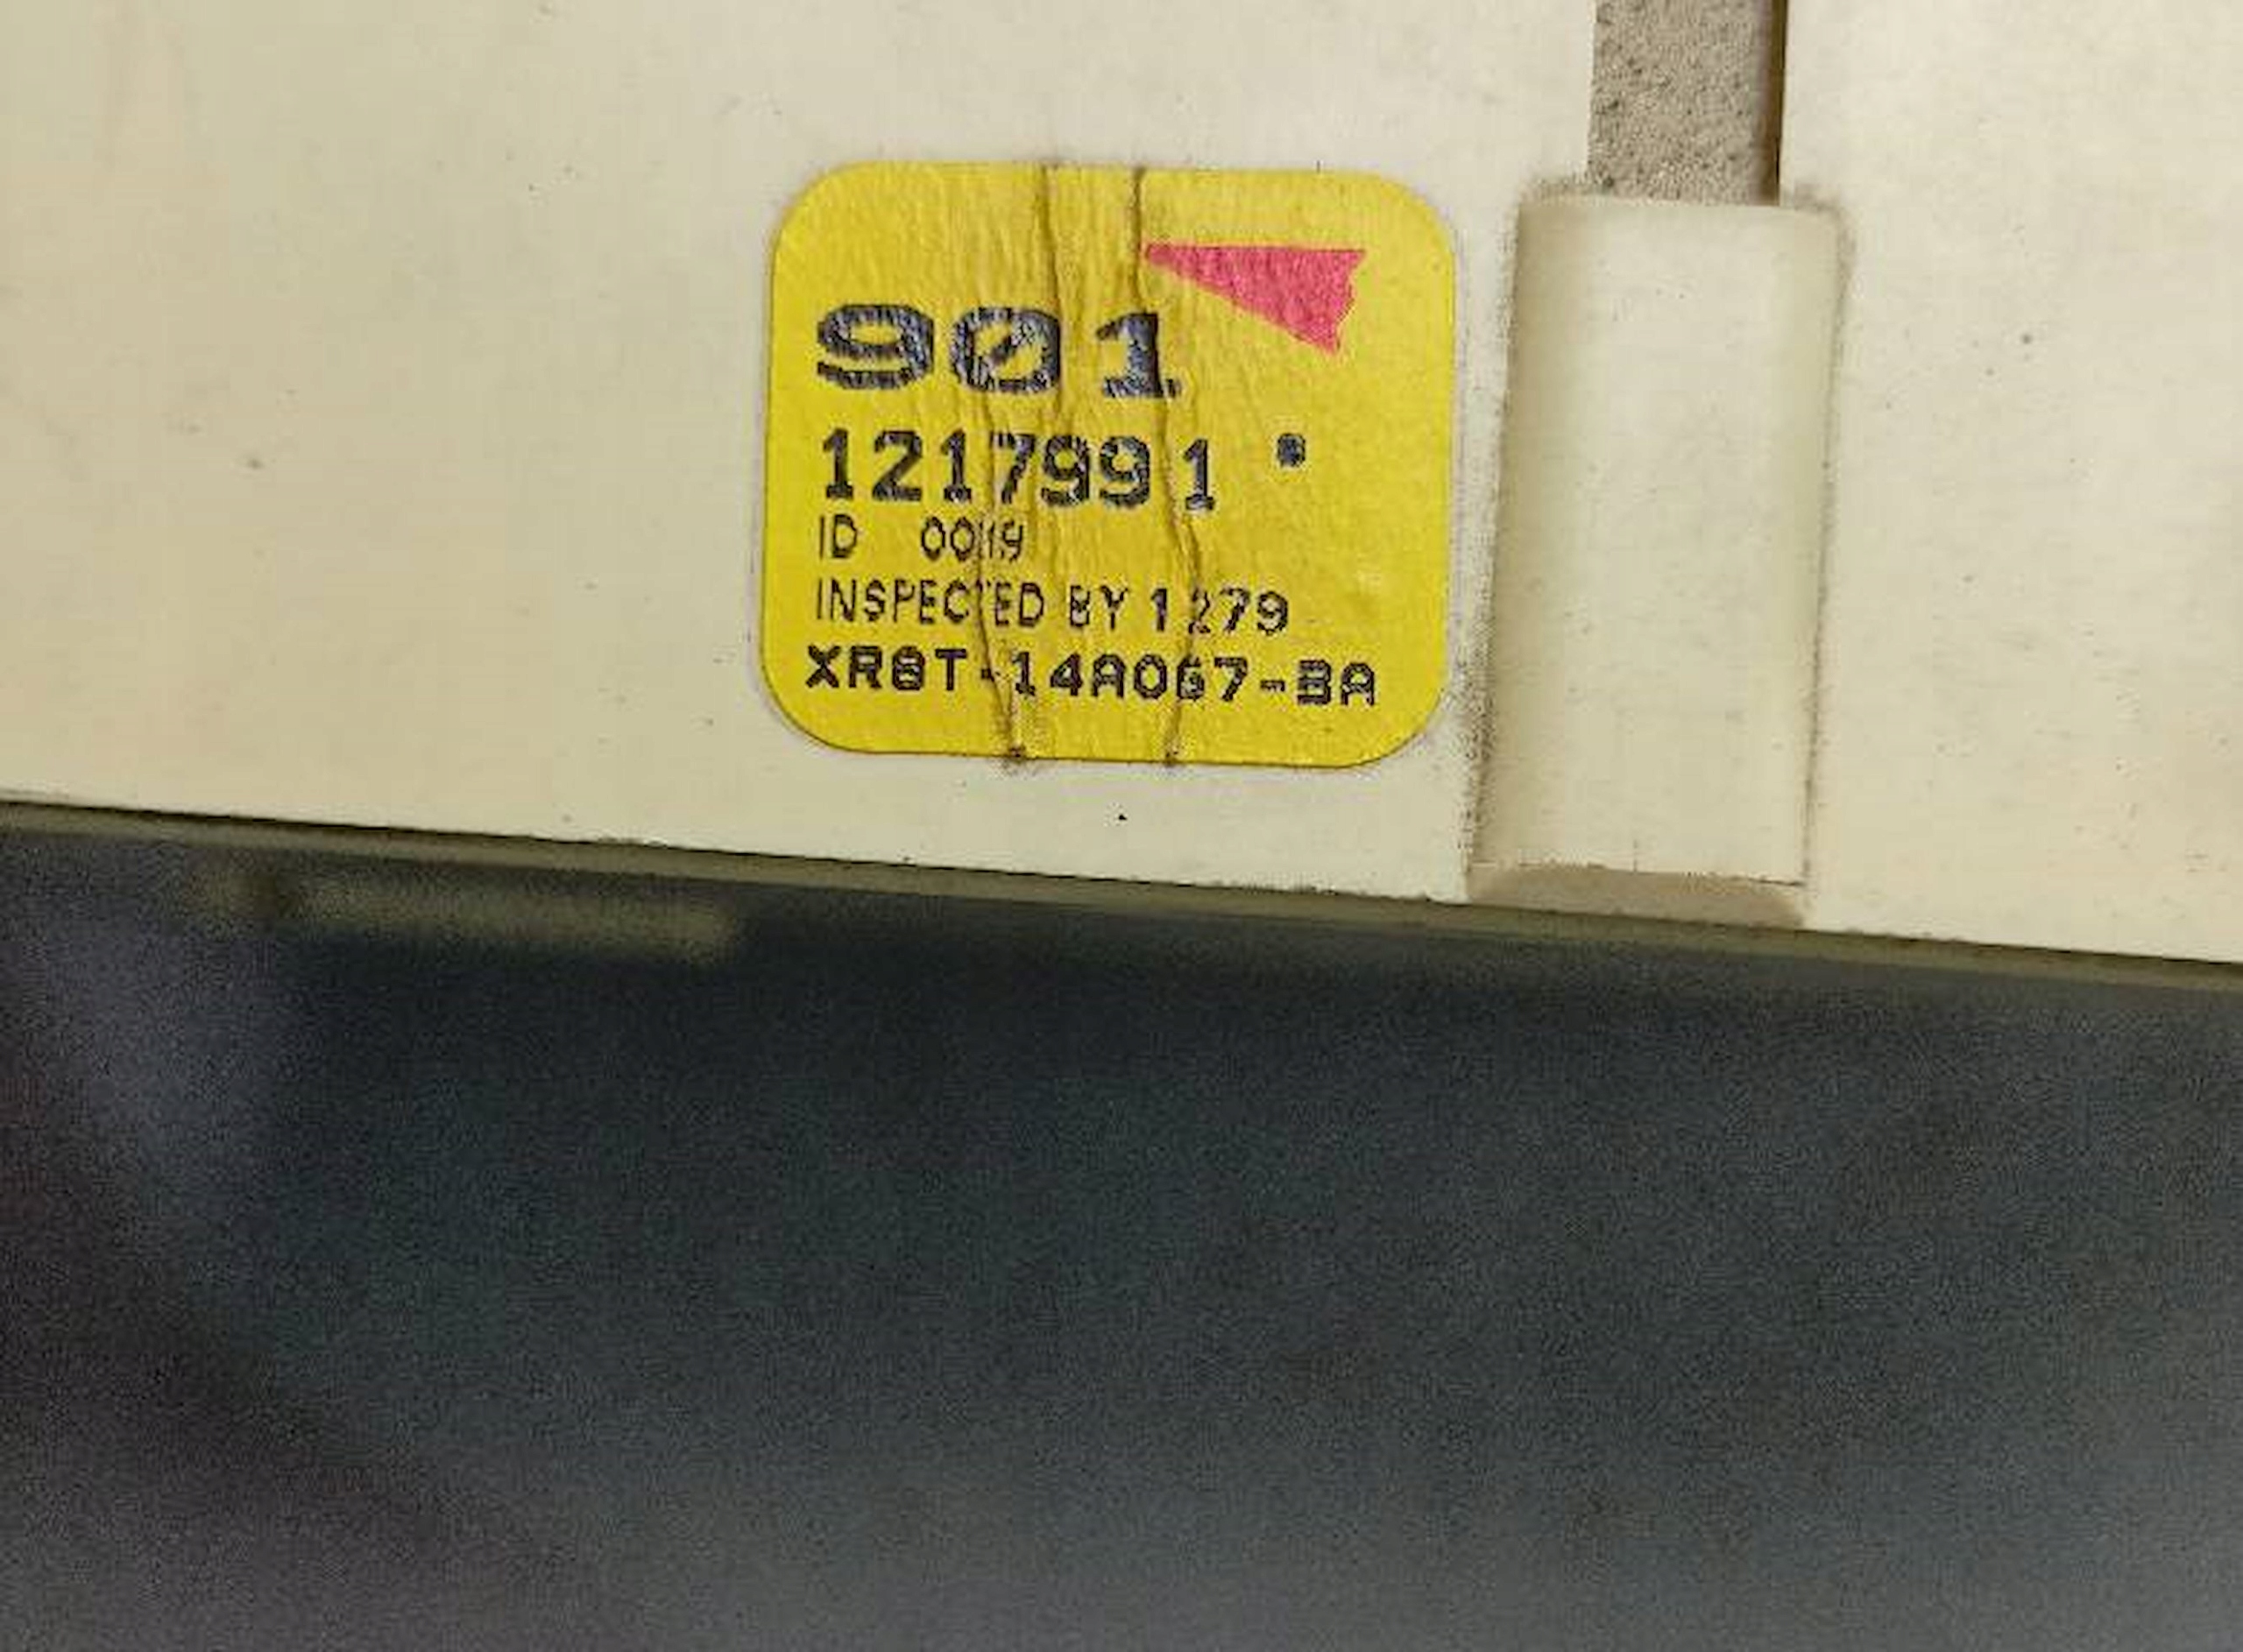 901
1217991
ID 0019
INSPECTED BY 1279
XR8T-14A067-BA